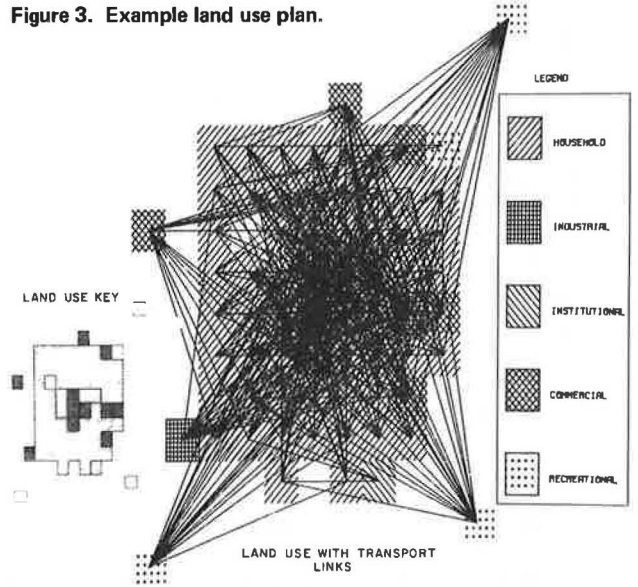 Figure 3. Example land use plan.
LEGEND
HOUSEHOLD
INDUSTRIAL
INSTITUTIONAL
COMMERCIAL
RECREATIONAL
LAND USE KEY
LAND USE WITH TRANSPORT
LINKS